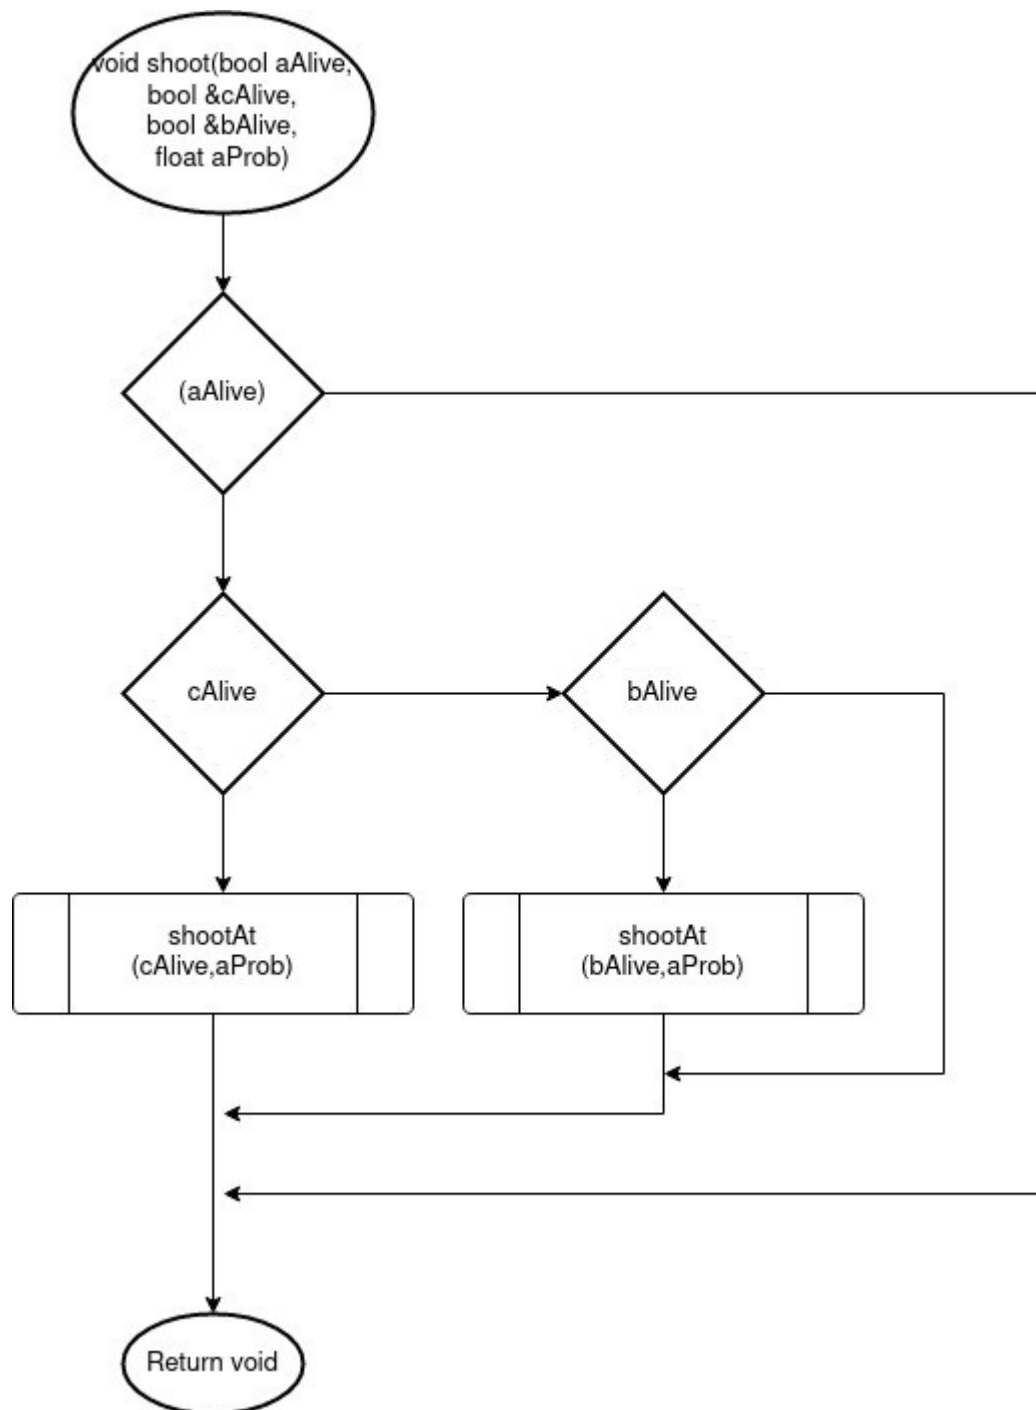 void shoot(bool aAlive,
bool &cAlive,
bool &bAlive,
float aProb)
(aAlive)
cAlive
bAlive
shootAt
(cAlive,aProb)
shootAt
(bAlive,aProb)
Return void